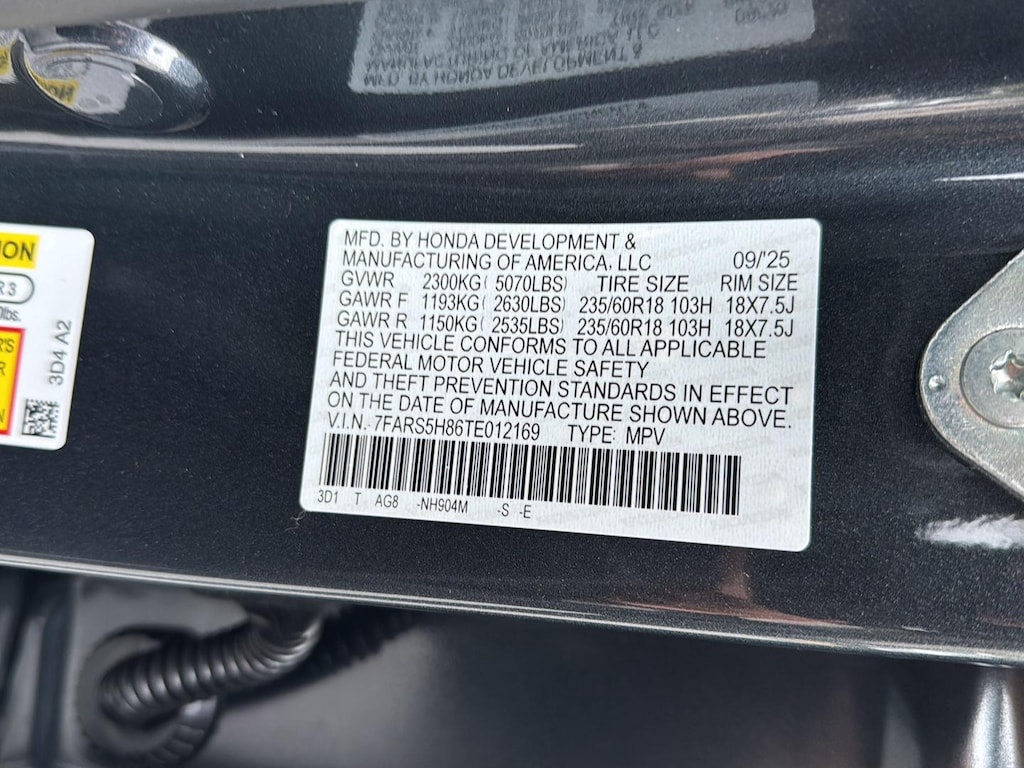 MFD. BY HONDA DEVELOPMENT &
MANUFACTURING OF AMERICA, LLC 09/'25
GVWR 2300KG ( 5070LBS) TIRE SIZE RIM SIZE
GAWR F 1193KG ( 2630LBS) 235/60R18 103H 18X7.5J
GAWR R 1150KG ( 2535LBS) 235/60R18 103H 18X7.5J
THIS VEHICLE CONFORMS TO ALL APPLICABLE
FEDERAL MOTOR VEHICLE SAFETY
AND THEFT PREVENTION STANDARDS IN EFFECT
ON THE DATE OF MANUFACTURE SHOWN ABOVE.
V.I.N. 7FARS5H86TE012169 TYPE: MPV
3D1 T AG8 -NH904M -S -E
3D4 A2